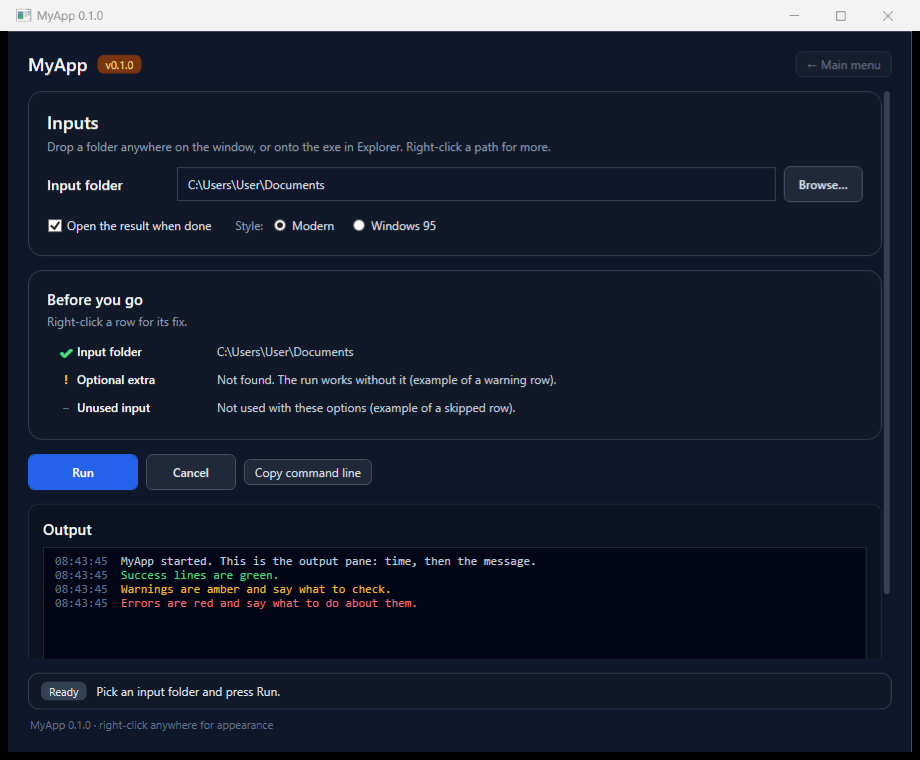 MyApp 0.1.0
MyApp v0.1.0 ← Main menu
Inputs
Drop a folder anywhere on the window, or onto the exe in Explorer. Right-click a path for more.
Input folder C:\Users\User\Documents Browse...
Open the result when done Style: Modern Windows 95
Before you go
Right-click a row for its fix.
Input folder C:\Users\User\Documents
! Optional extra Not found. The run works without it (example of a warning row).
– Unused input Not used with these options (example of a skipped row).
Run Cancel Copy command line
Output
08:43:45 MyApp started. This is the output pane: time, then the message.
08:43:45 Success lines are green.
08:43:45 Warnings are amber and say what to check.
08:43:45 Errors are red and say what to do about them.
Ready Pick an input folder and press Run.
MyApp 0.1.0 · right-click anywhere for appearance